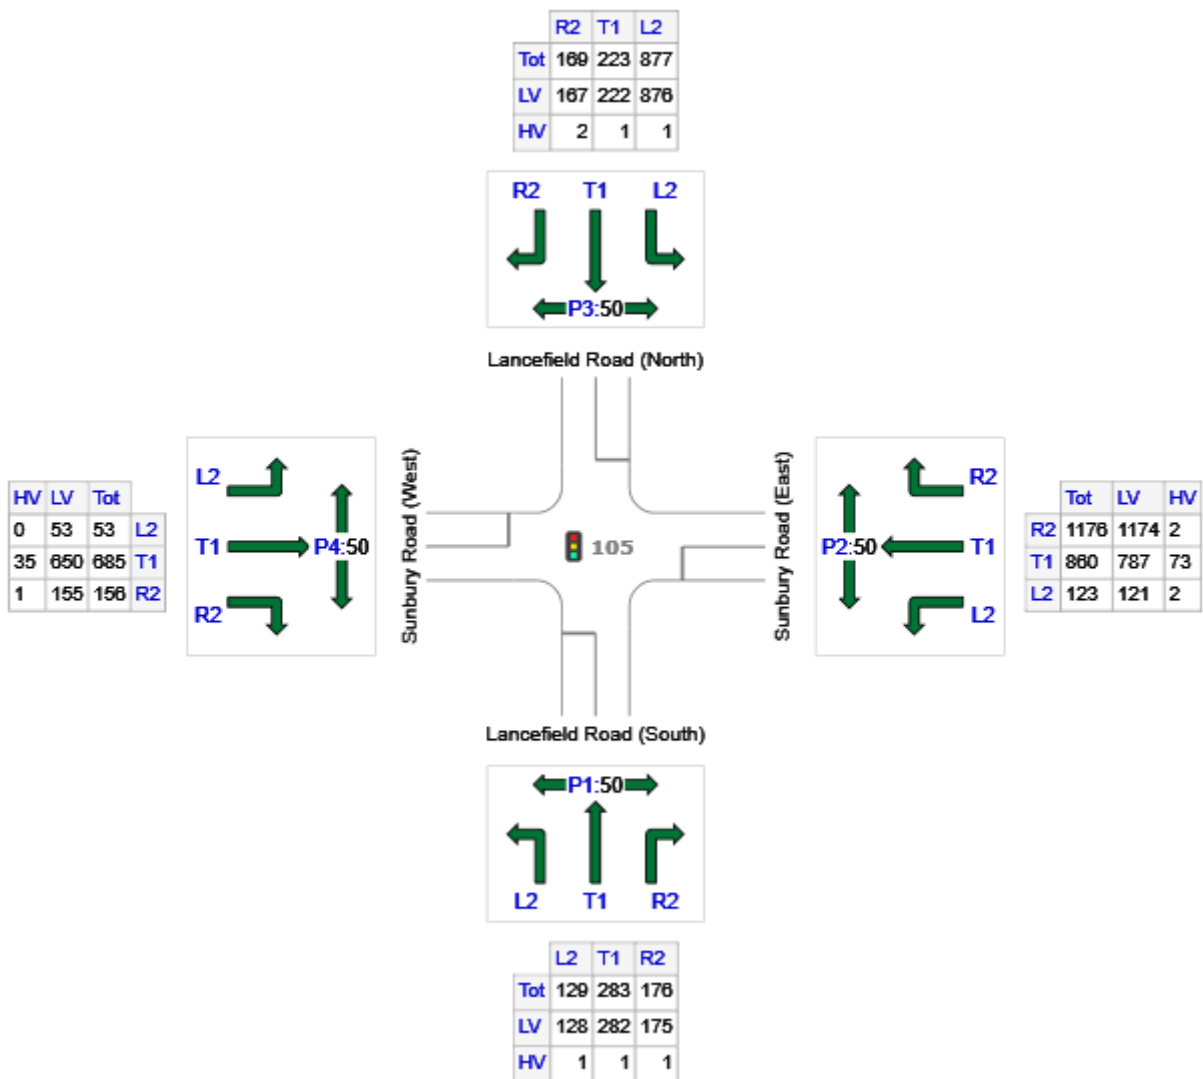 R2 T1 L2
Tot 169 223 877
LV 167 222 876
HV 2 1 1
R2 T1 L2
P3:50
Lancefield Road (North)
HV LV Tot
0 53 53 L2
35 650 685 T1
1 155 156 R2
L2
T1
R2
P4:50
Sunbury Road (West)
105
Sunbury Road (East)
P2:50
R2
T1
L2
Tot LV HV
R2 1176 1174 2
T1 860 787 73
L2 123 121 2
Lancefield Road (South)
P1:50
L2 T1 R2
L2 T1 R2
Tot 129 283 176
LV 128 282 175
HV 1 1 1